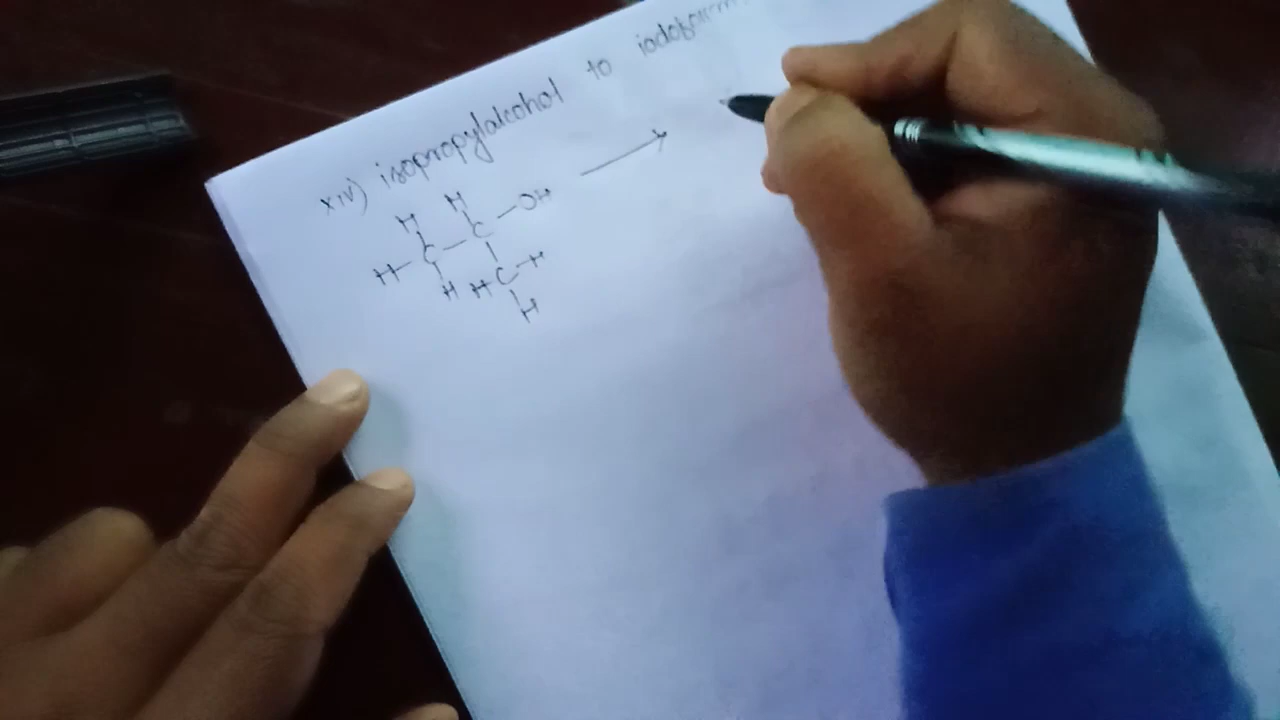 xiv) isopropylalcohol to iodoform
H H
H - C - C - OH →
H H C - H
H